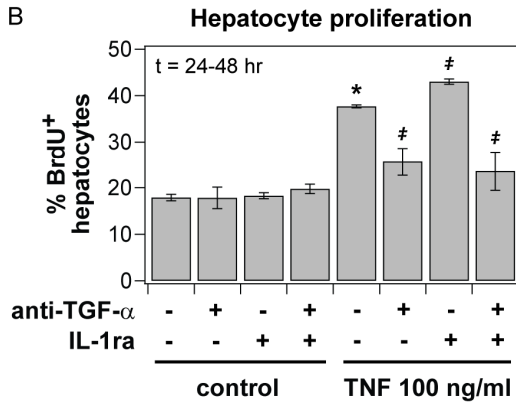 B
Hepatocyte proliferation
% BrdU+
hepatocytes
50
40
30
20
10
0
t = 24-48 hr
* ‡ ‡ ‡
anti-TGF-α - + - + - + - +
IL-1ra - - + + - - + +
control TNF 100 ng/ml